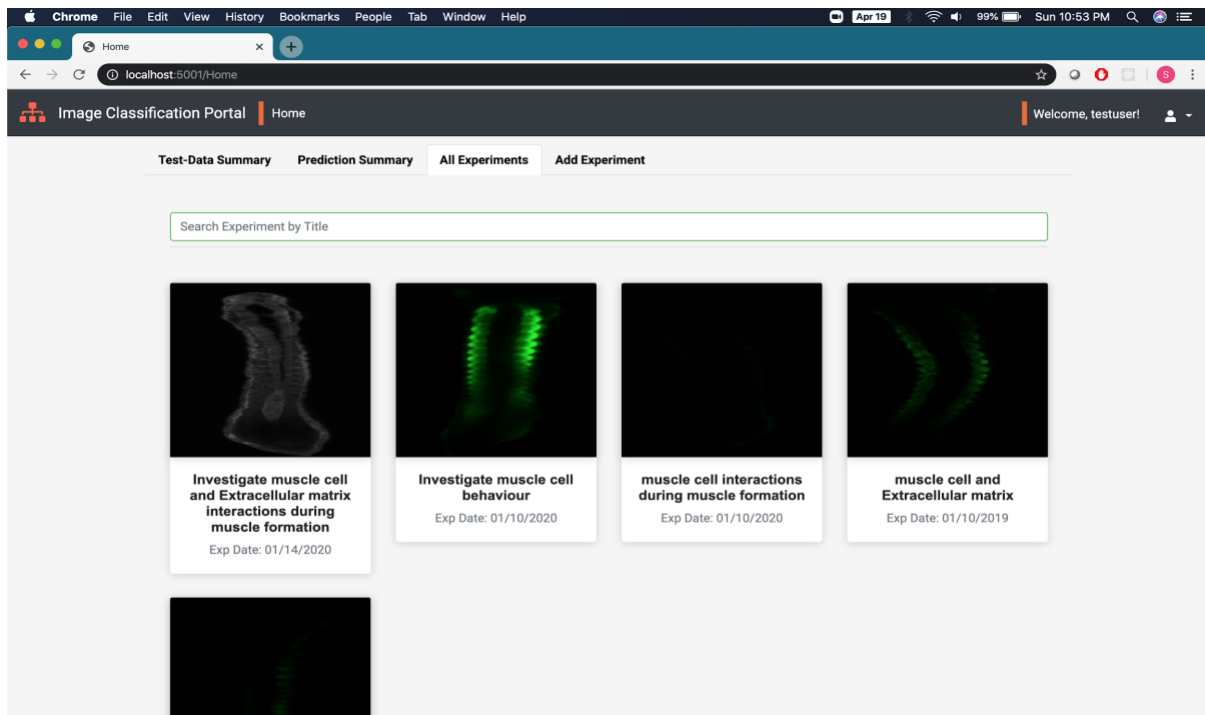 Chrome File Edit View History Bookmarks People Tab Window Help Apr 19 99% Sun 10:53 PM
Home
localhost:5001/Home S
Image Classification Portal Home Welcome, testuser!
Test-Data Summary Prediction Summary All Experiments Add Experiment
Search Experiment by Title
Investigate muscle cell
and Extracellular matrix
interactions during
muscle formation
Exp Date: 01/14/2020
Investigate muscle cell
behaviour
Exp Date: 01/10/2020
muscle cell interactions
during muscle formation
Exp Date: 01/10/2020
muscle cell and
Extracellular matrix
Exp Date: 01/10/2019